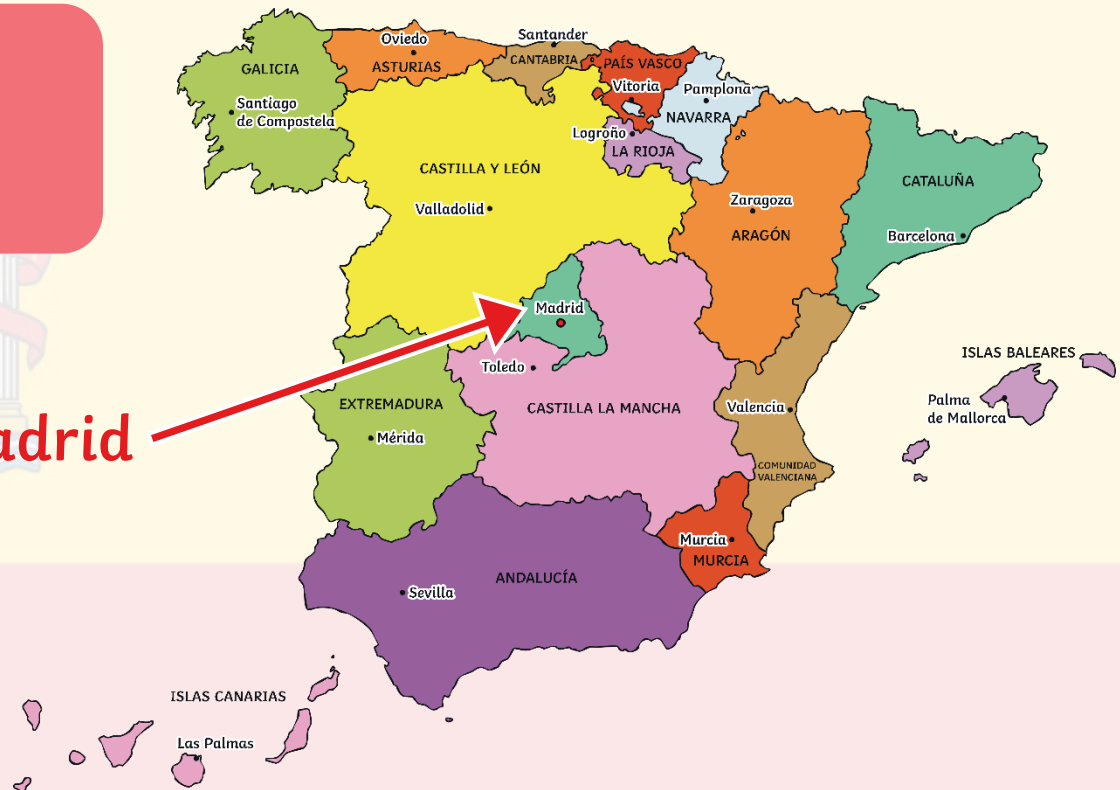 Oviedo
ASTURIAS
Santander
CANTABRIA
PAÍS VASCO
Vitoria
Pamplona
NAVARRA
GALICIA
Santiago
de Compostela
Logroño
LA RIOJA
CASTILLA Y LEÓN
Valladolid
Zaragoza
ARAGÓN
CATALUÑA
Barcelona
Madrid
Toledo
CASTILLA LA MANCHA
ISLAS BALEARES
Palma
de Mallorca
EXTREMADURA
Mérida
adrid
Valencia
COMUNIDAD
VALENCIANA
Murcia
MURCIA
ANDALUCÍA
Sevilla
ISLAS CANARIAS
Las Palmas